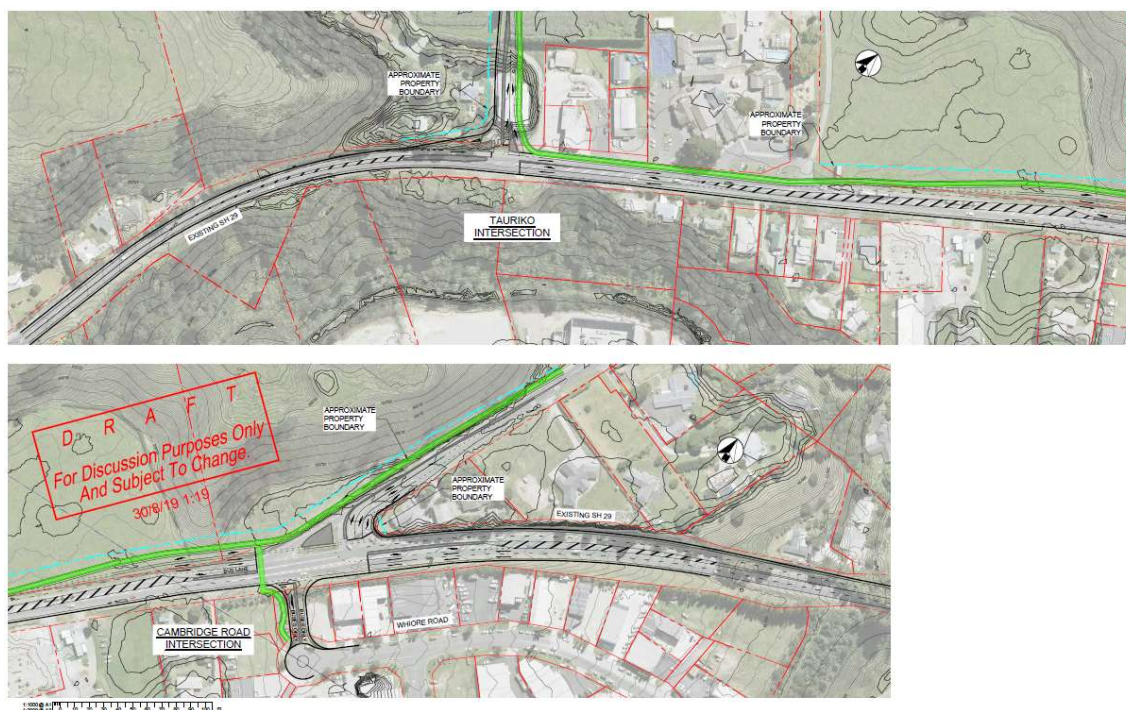 APPROXIMATE
PROPERTY
BOUNDARY
APPROXIMATE
PROPERTY
BOUNDARY
EXISTING SH 29
TAURIKO
INTERSECTION
D R A F T
For Discussion Purposes Only
And Subject To Change.
30/8/19 1:19
APPROXIMATE
PROPERTY
BOUNDARY
APPROXIMATE
PROPERTY
BOUNDARY
EXISTING SH 29
BUS LANE
CAMBRIDGE ROAD
INTERSECTION
WHIORE ROAD